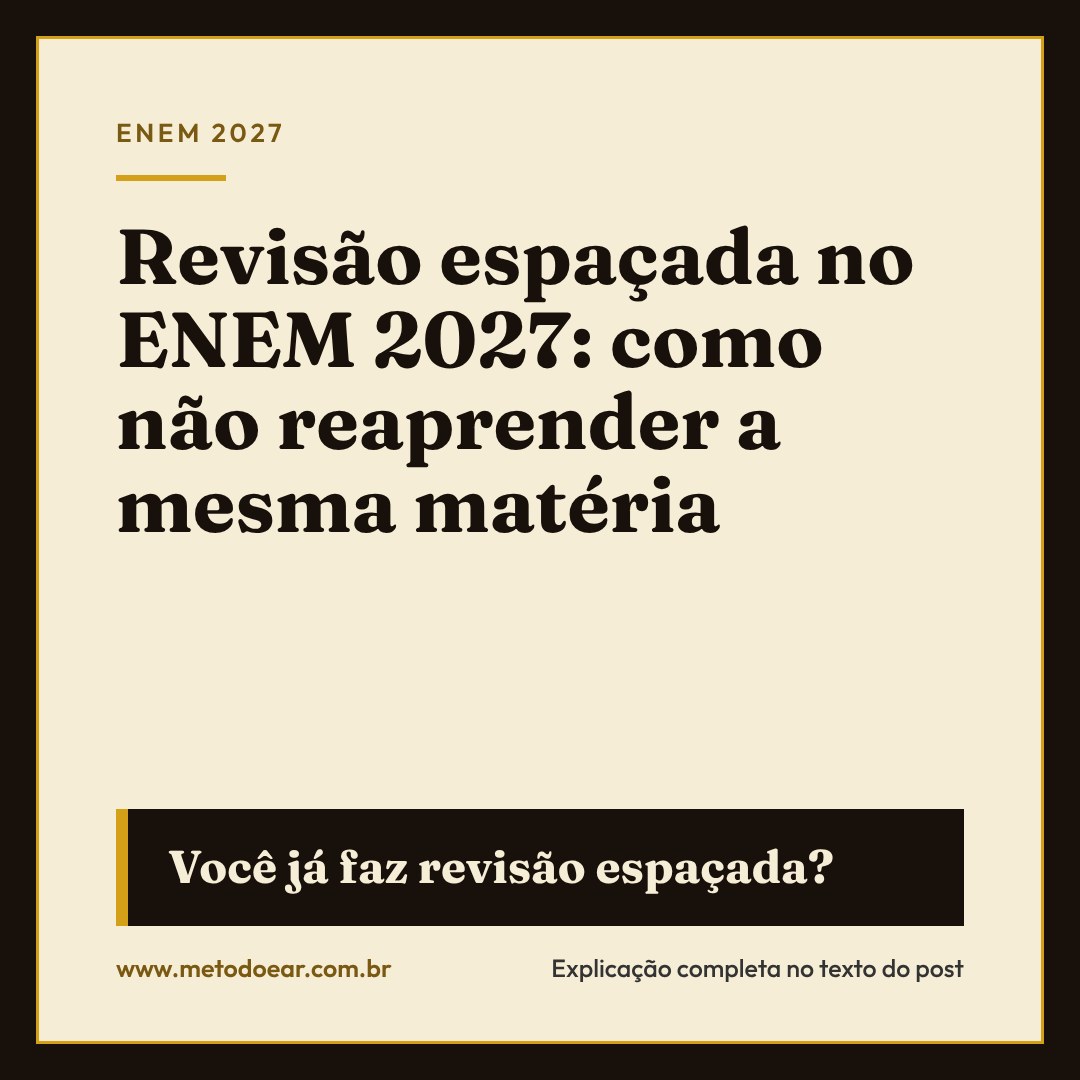 ENEM 2027
Revisão espaçada no
ENEM 2027: como
não reaprender a
mesma matéria
Você já faz revisão espaçada?
www.metodoear.com.br
Explicação completa no texto do post